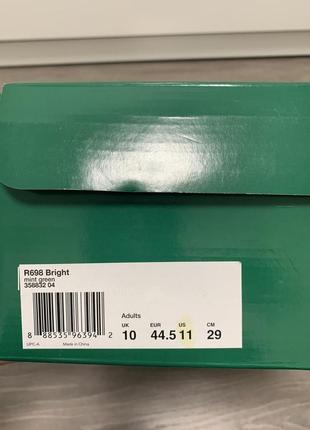 R698 Bright
mint green
358832 04
Adults
UK EUR US CM
10 44.5 11 29
8 88535 96394 2
UPC-A Made in China